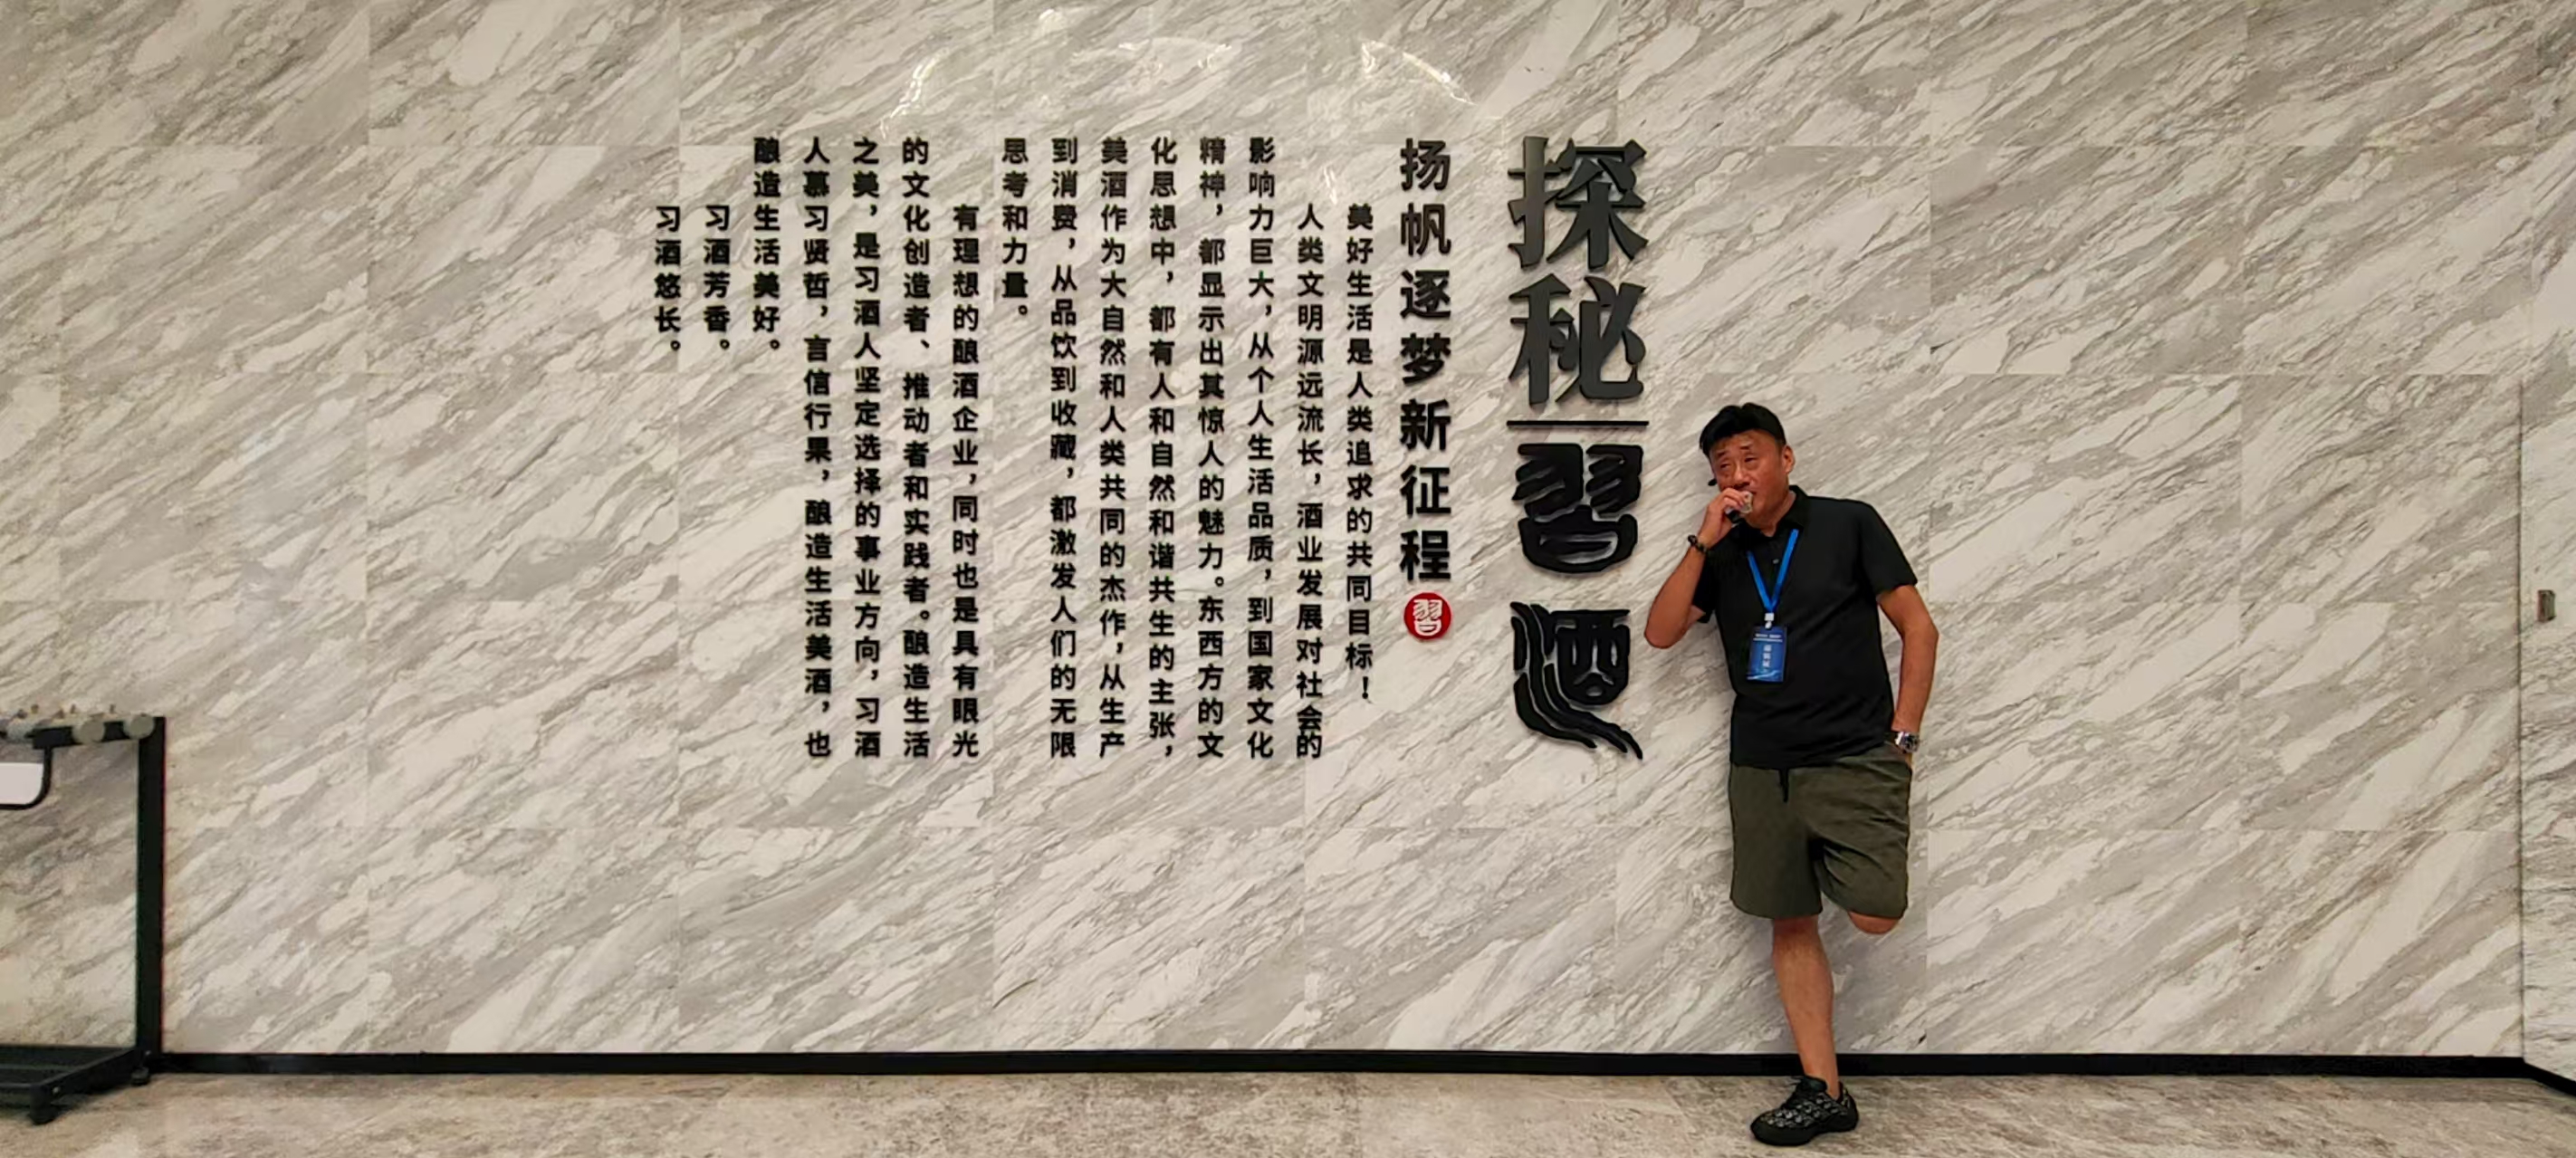 探秘習酒
扬帆逐梦新征程
習
美好生活是人类追求的共同目标！
人类文明源远流长，酒业发展对社会的
影响力巨大，从个人生活品质，到国家文化
精神，都显示出其惊人的魅力。东西方的文
化思想中，都有人和自然和谐共生的主张，
美酒作为大自然和人类共同的杰作，从生产
到消费，从品饮到收藏，都激发人们的无限
思考和力量。
有理想的酿酒企业，同时也是具有眼光
的文化创造者、推动者和实践者。酿造生活
之美，是习酒人坚定选择的事业方向，习酒
人慕习贤哲，言信行果，酿造生活美酒，也
酿造生活美好。
习酒芳香。
习酒悠长。